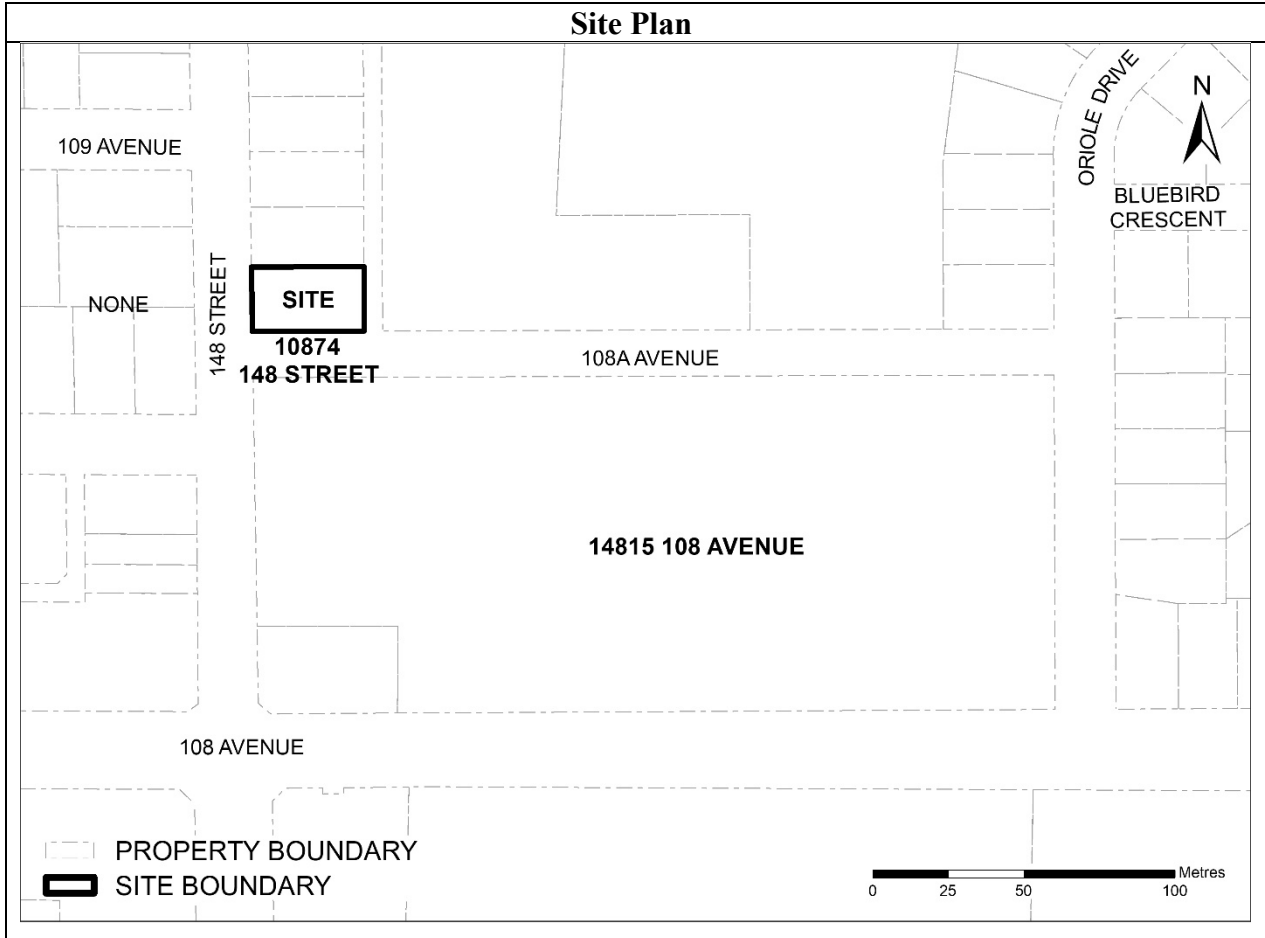 Site Plan
ORIOLE DRIVE
N
109 AVENUE
BLUEBIRD
CRESCENT
148 STREET
SITE
NONE
10874
148 STREET
108A AVENUE
14815 108 AVENUE
108 AVENUE
PROPERTY BOUNDARY
SITE BOUNDARY
Metres
0 25 50 100